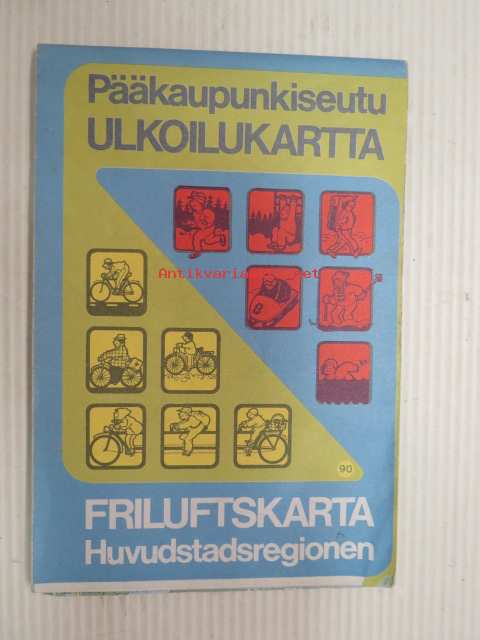 Pääkaupunkiseutu
ULKOILUKARTTA
90
FRILUFTSKARTA
Huvudstadsregionen